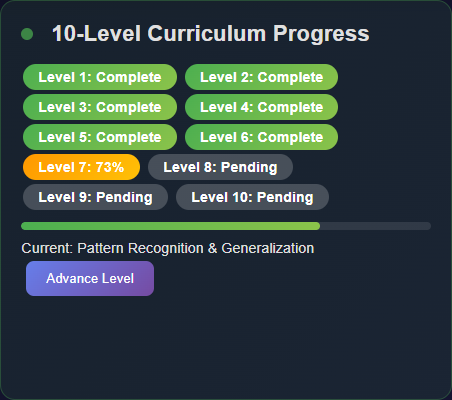 10-Level Curriculum Progress
Level 1: Complete Level 2: Complete
Level 3: Complete Level 4: Complete
Level 5: Complete Level 6: Complete
Level 7: 73% Level 8: Pending
Level 9: Pending Level 10: Pending
Current: Pattern Recognition & Generalization
Advance Level